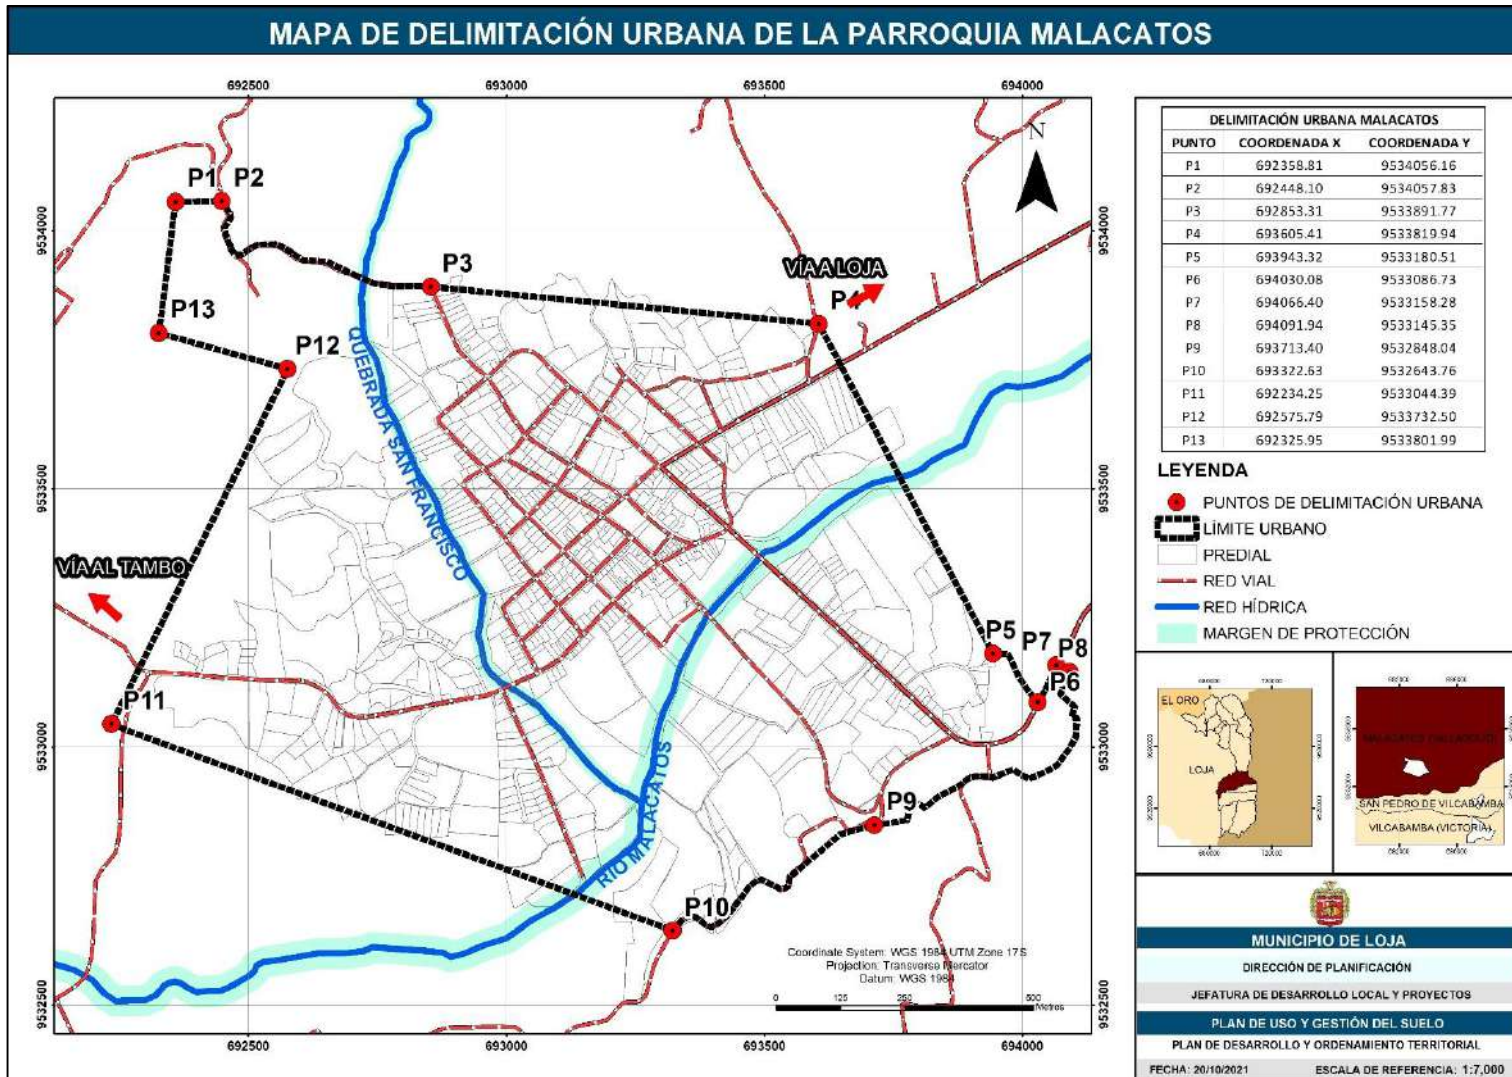 MAPA DE DELIMITACIÓN URBANA DE LA PARROQUIA MALACATOS
692500 693000 693500 694000
9534000 9534000
9533500 9533500
9533000 9533000
9532500 9532500
692500 693000 693500 694000
N
P1 P2
P3
VÍA A LOJA
P4
P13
P12
QUEBRADA SAN FRANCISCO
VÍA AL TAMBO
P5
P7
P8
P6
P11
RÍO MALACATOS
P9
P10
Coordinate System: WGS 1984 UTM Zone 17S
Projection: Transverse Mercator
Datum: WGS 1984
0 125 250 500
Metres
DELIMITACIÓN URBANA MALACATOS
PUNTO COORDENADA X COORDENADA Y
P1 692358.81 9534056.16
P2 692448.10 9534057.83
P3 692853.31 9533891.77
P4 693605.41 9533819.94
P5 693943.32 9533180.51
P6 694030.08 9533086.73
P7 694066.40 9533158.28
P8 694091.94 9533145.35
P9 693713.40 9532848.04
P10 693322.63 9532643.76
P11 692234.25 9533044.39
P12 692575.79 9533732.50
P13 692325.95 9533801.99
LEYENDA
PUNTOS DE DELIMITACIÓN URBANA
LÍMITE URBANO
PREDIAL
RED VIAL
RED HÍDRICA
MARGEN DE PROTECCIÓN
EL ORO
LOJA
SAN PEDRO DE VILCABAMBA
VILCABAMBA (VICTORIA)
MUNICIPIO DE LOJA
DIRECCIÓN DE PLANIFICACIÓN
JEFATURA DE DESARROLLO LOCAL Y PROYECTOS
PLAN DE USO Y GESTIÓN DEL SUELO
PLAN DE DESARROLLO Y ORDENAMIENTO TERRITORIAL
FECHA: 20/10/2021 ESCALA DE REFERENCIA: 1:7,000